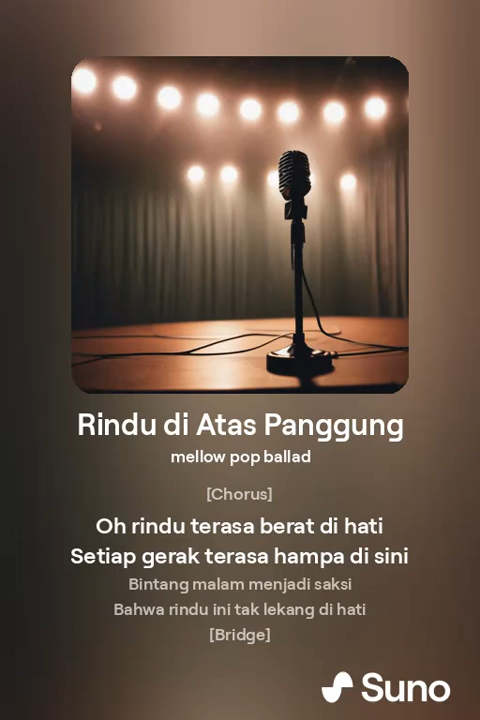 Rindu di Atas Panggung
mellow pop ballad
[Chorus]
Oh rindu terasa berat di hati
Setiap gerak terasa hampa di sini
Bintang malam menjadi saksi
Bahwa rindu ini tak lekang di hati
[Bridge]
Suno